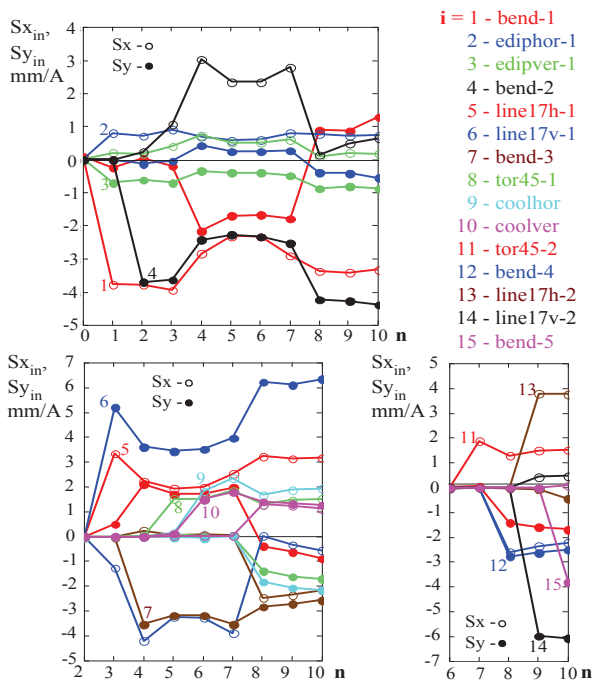 Sx_in,
Sy_in
mm/A
Sx -
Sy -
4
3
2
1
0
-1
-2
-3
-4
-5
2
3
1
4
0 1 2 3 4 5 6 7 8 9 10 n
i = 1 - bend-1
2 - ediphor-1
3 - edipver-1
4 - bend-2
5 - line17h-1
6 - line17v-1
7 - bend-3
8 - tor45-1
9 - coolhor
10 - coolver
11 - tor45-2
12 - bend-4
13 - line17h-2
14 - line17v-2
15 - bend-5
Sx_in,
Sy_in
mm/A
Sx -
Sy -
7
6
5
4
3
2
1
0
-1
-2
-3
-4
5
6
5
9
8
10
7
2 3 4 5 6 7 8 9 10 n
Sx_in,
Sy_in
mm/A
5
4
3
2
1
0
-1
-2
-3
-4
-5
-6
-7
13
11
12
15
14
Sx -
Sy -
6 7 8 9 10 n